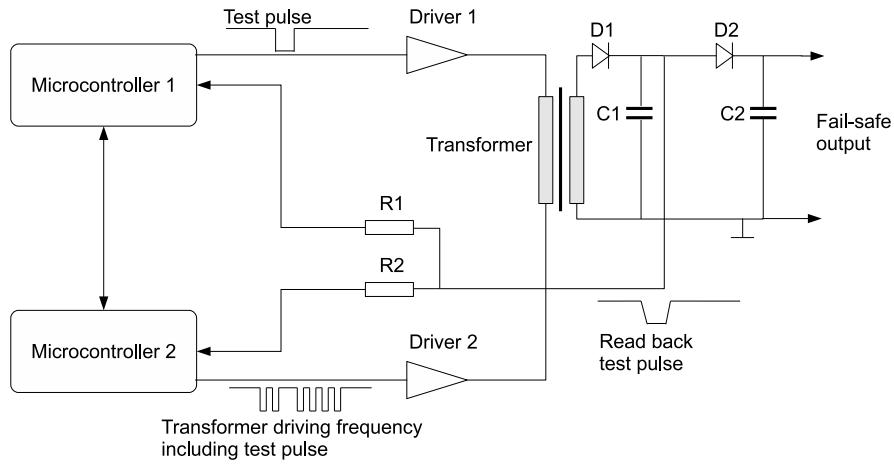 Test pulse
Driver 1
D1
D2
Microcontroller 1
C1
C2
Transformer
Fail-safe
output
R1
R2
Microcontroller 2
Driver 2
Read back
test pulse
Transformer driving frequency
including test pulse